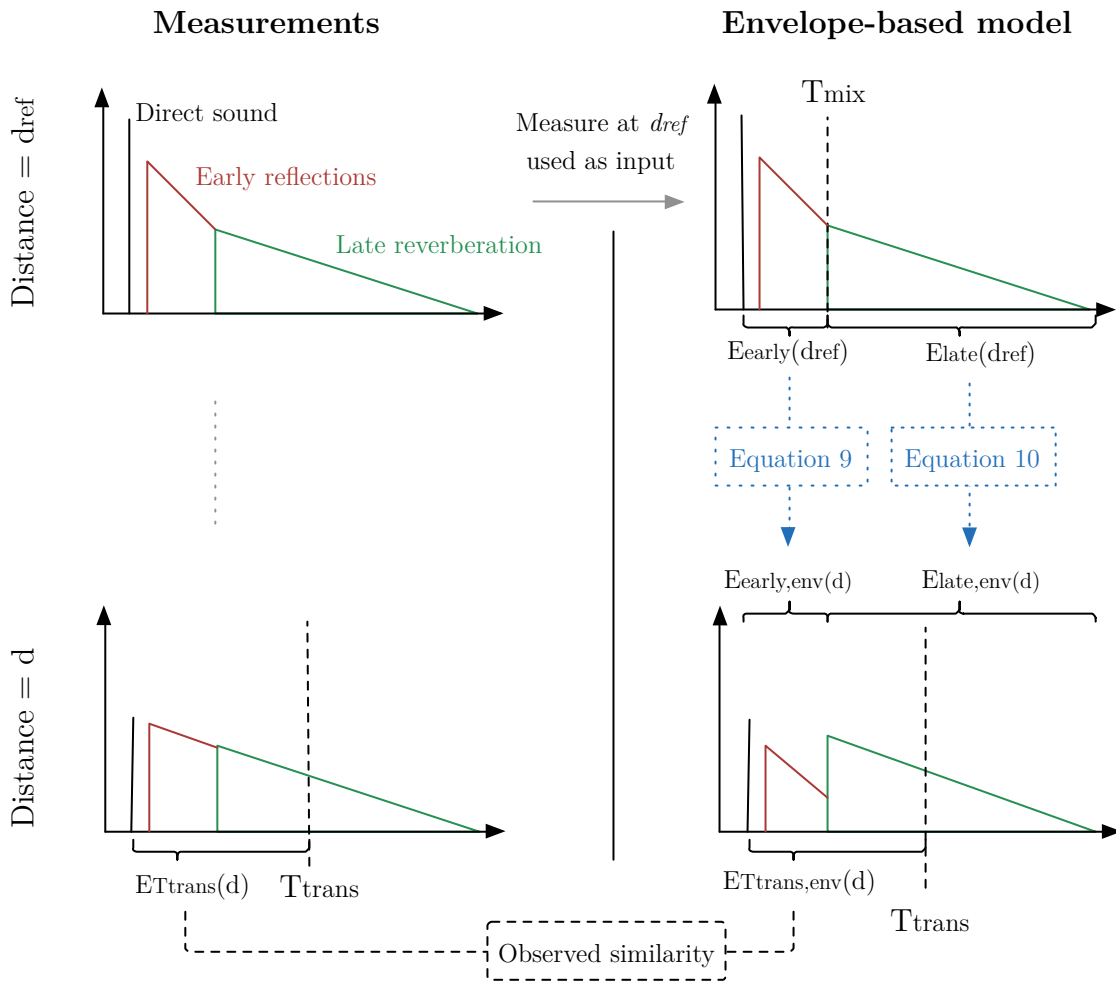 Measurements
Envelope-based model
Distance = dref
Direct sound
Early reflections
Late reverberation
Measure at dref
used as input
Tmix
Eearly(dref)
Elate(dref)
Equation 9
Equation 10
Eearly,env(d)
Elate,env(d)
Distance = d
ETtrans(d)
Ttrans
ETtrans,env(d)
Ttrans
Observed similarity